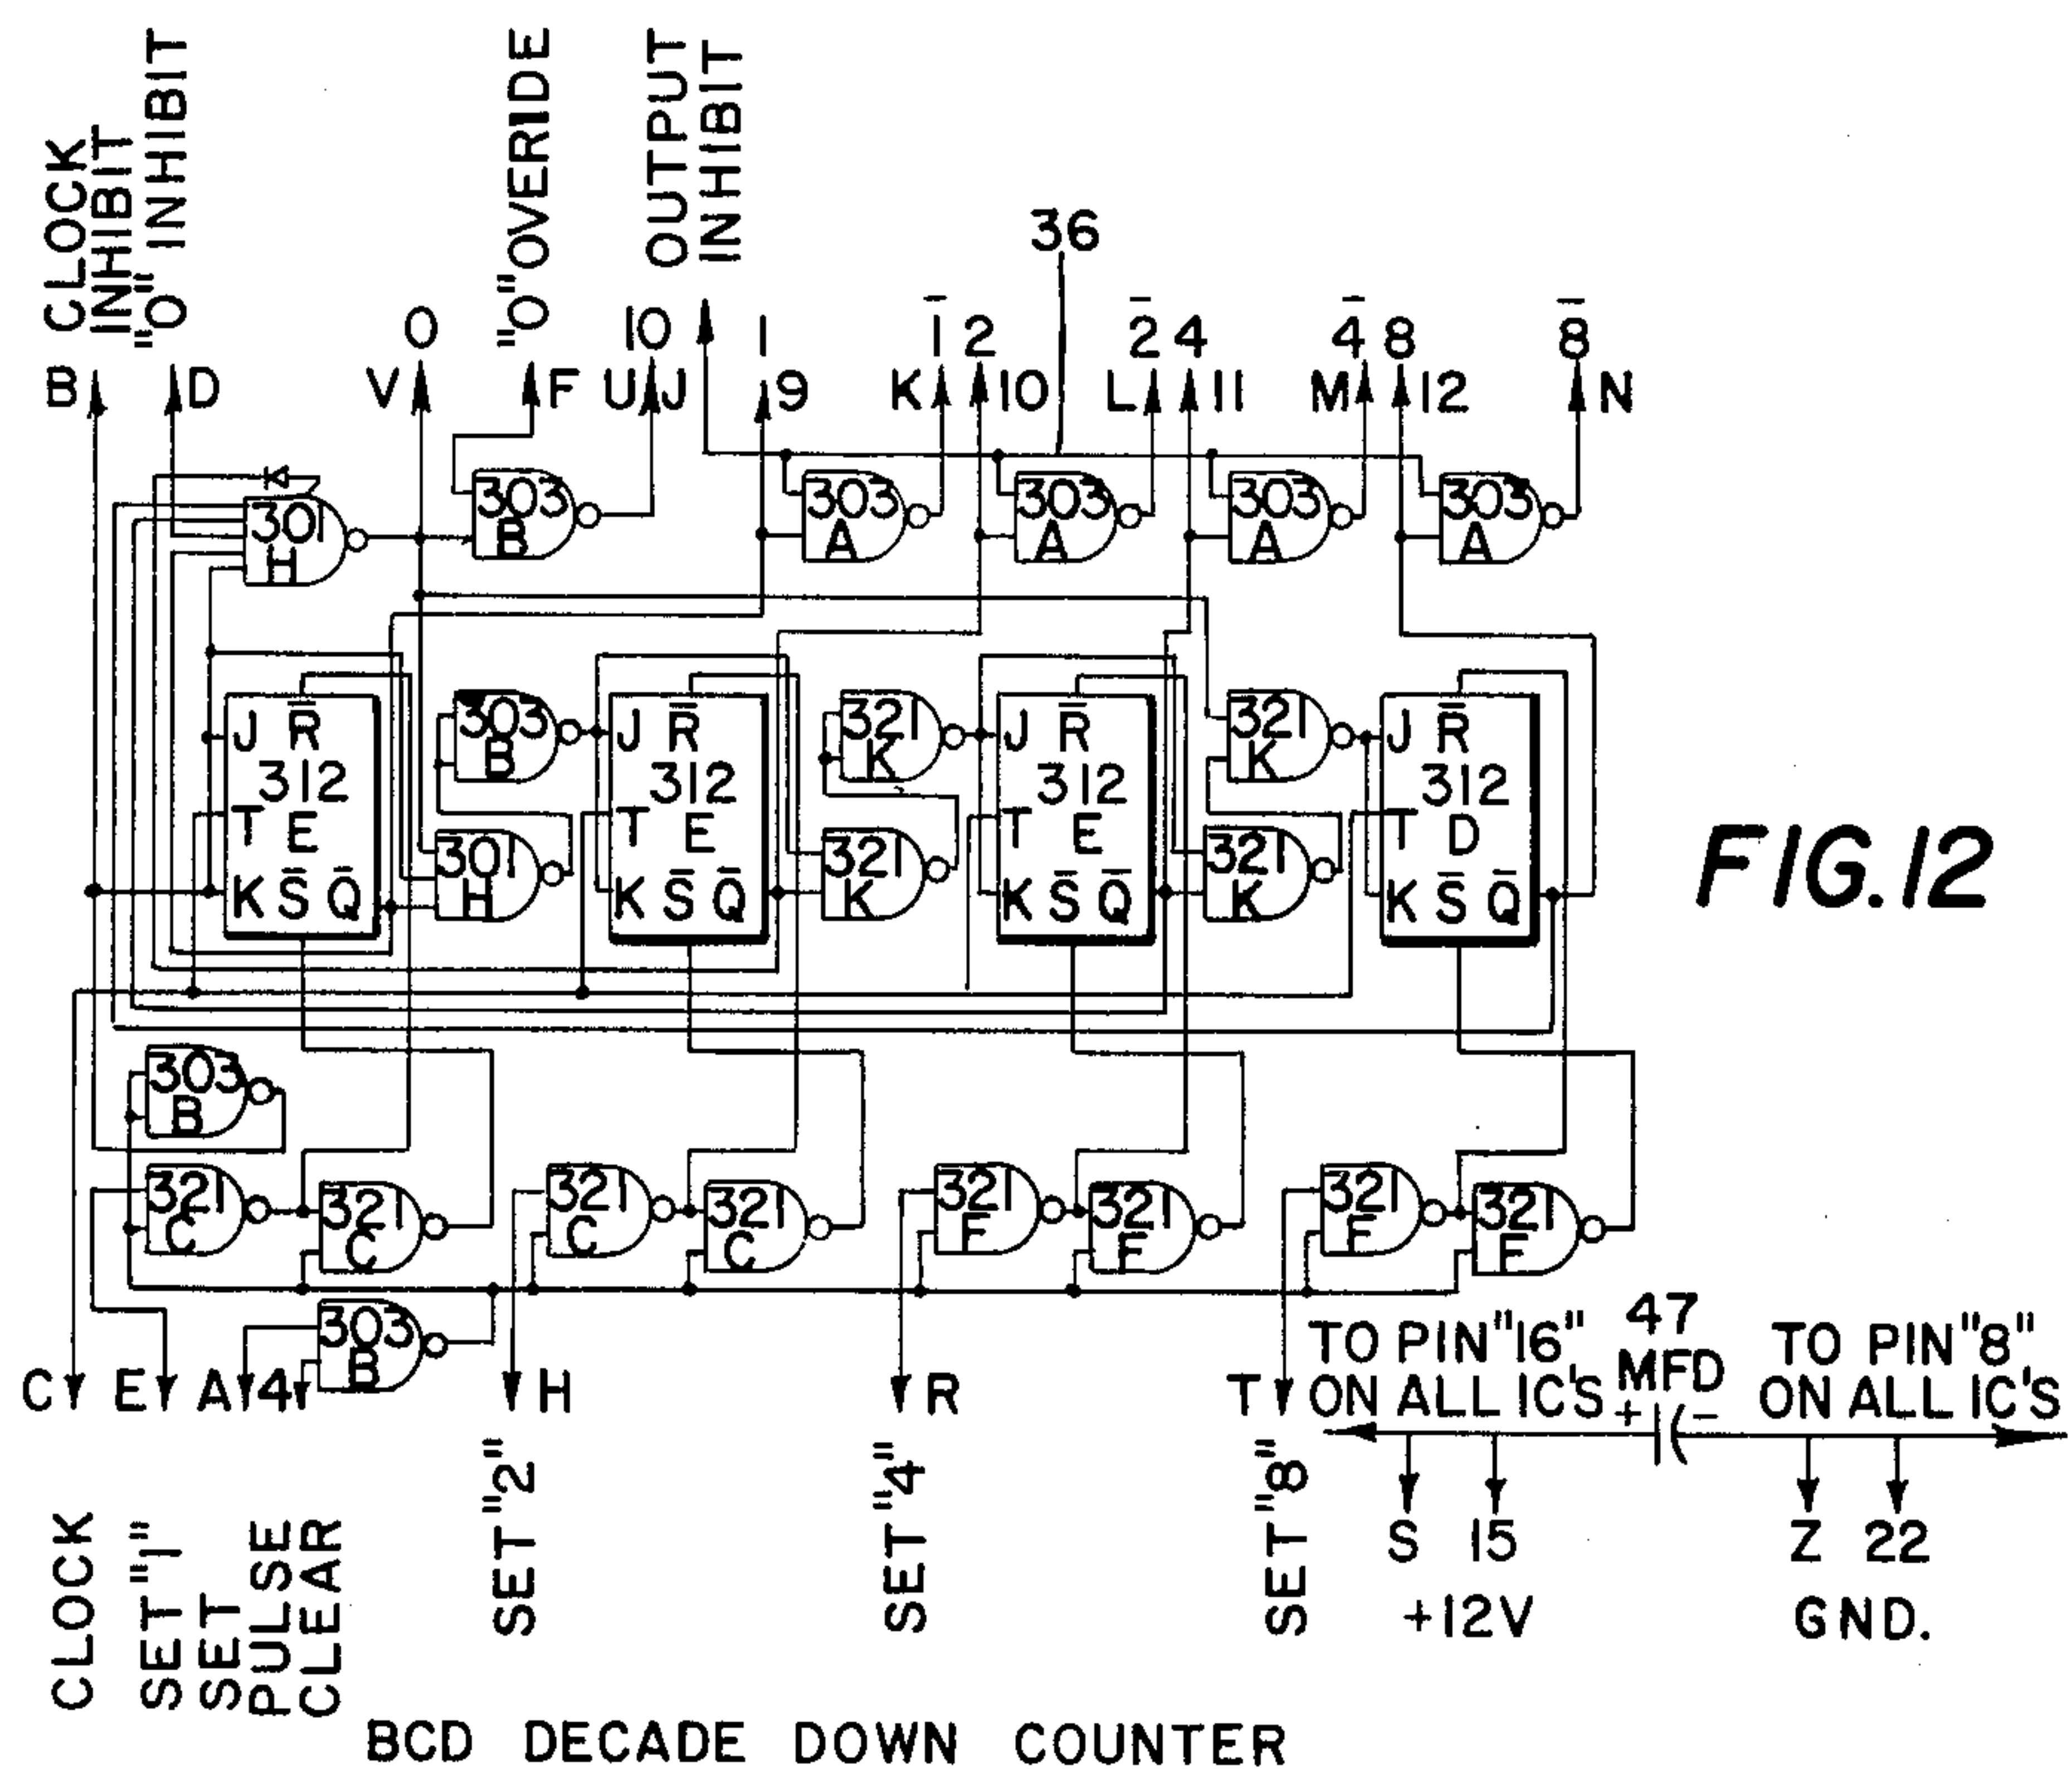 CLOCK
INHIBIT
"O" INHIBIT
"O" OVERIDE
OUTPUT
INHIBIT
36
0 10 1 1̅ 2 2̅ 4 4̅ 8 8̅
B D V F U J 9 K 10 L 11 M 12 N
301 H
303 B
303 A
303 A
303 A
303 A
J R̅ 312 T E K S̅ Q̅
303 B
301 H
J R̅ 312 T E K S̅ Q̅
321 K
321 K
J R̅ 312 T E K S̅ Q̅
321 K
321 K
J R̅ 312 T D K S̅ Q̅
FIG.12
303 B
321 C
321 C
321 C
321 C
321 F
321 F
321 F
321 F
303 B
C E A 4 H R T
TO PIN "16"
ON ALL IC'S
47
MFD
+ -
TO PIN "8"
ON ALL IC'S
S 15
+12V
Z 22
GND.
CLOCK
SET "1"
SET
PULSE
CLEAR
SET "2"
SET "4"
SET "8"
BCD DECADE DOWN COUNTER